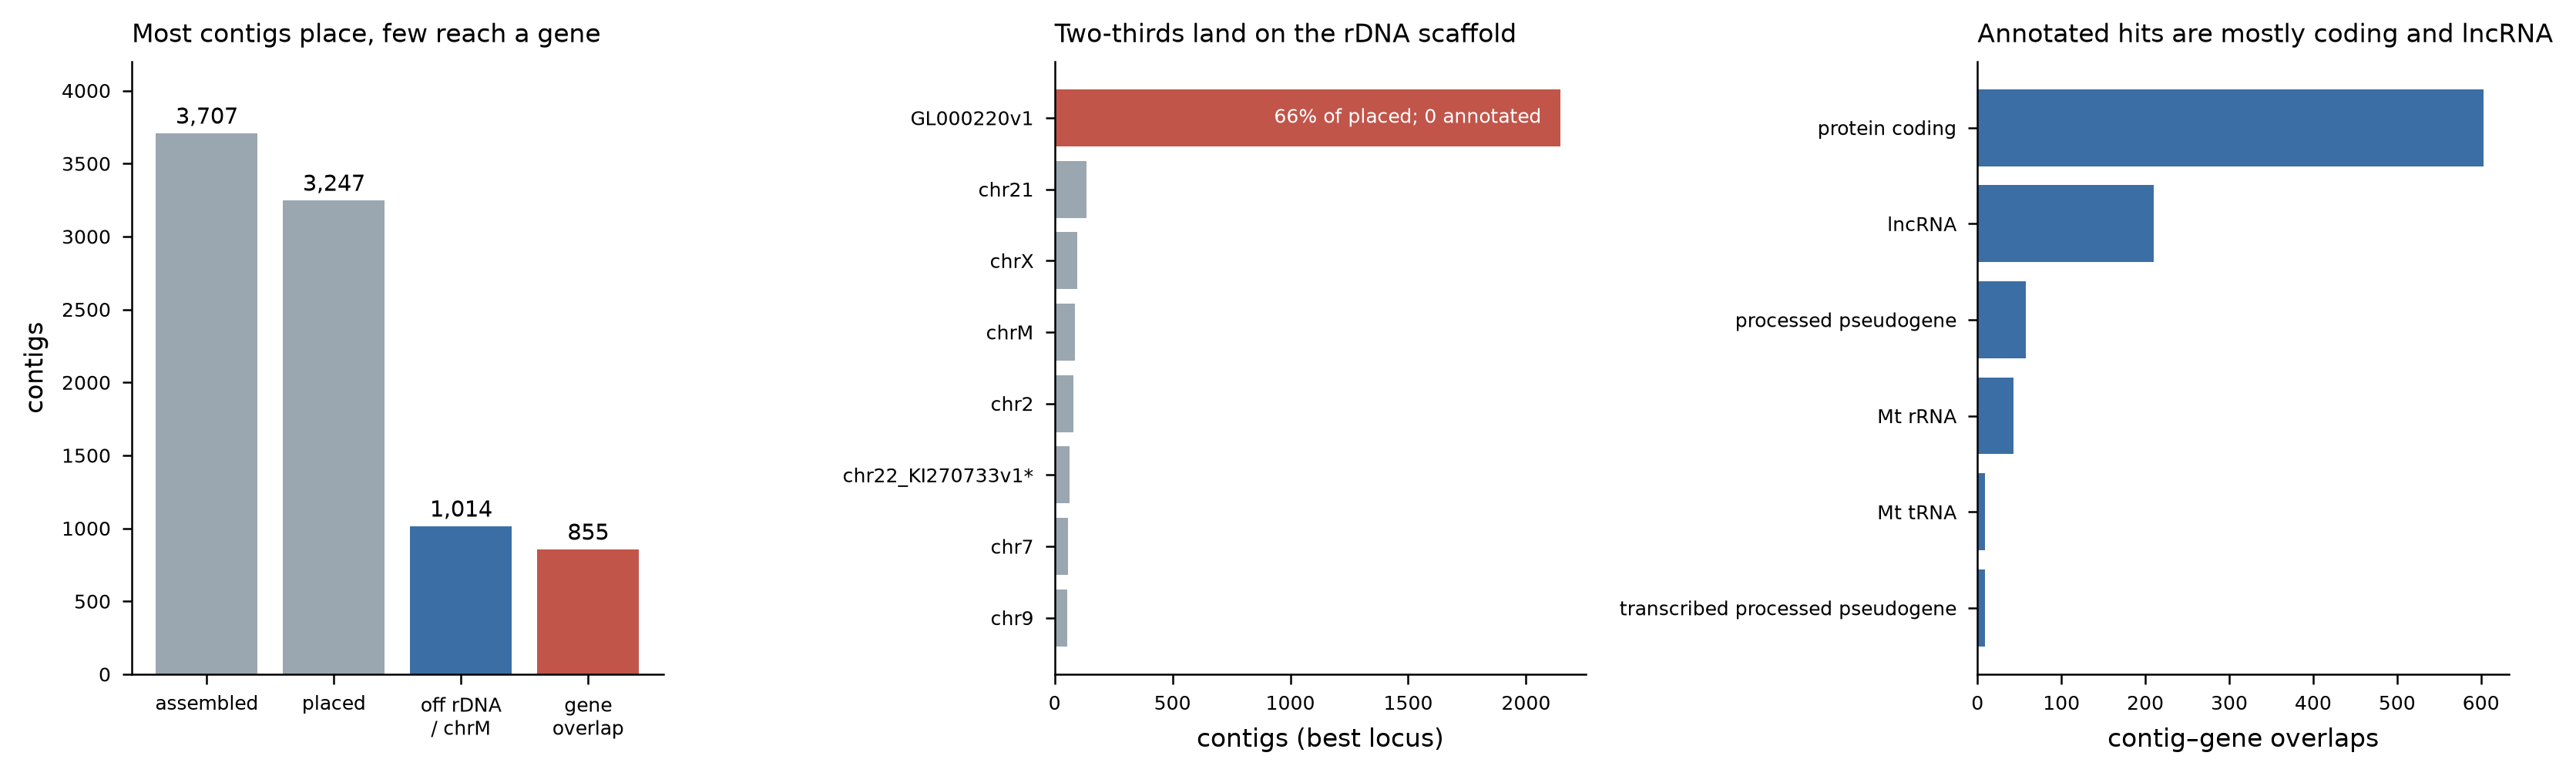 Most contigs place, few reach a gene
contigs
4000
3500
3000
2500
2000
1500
1000
500
0
3,707
3,247
1,014
855
assembled
placed
off rDNA
/ chrM
gene
overlap
Two-thirds land on the rDNA scaffold
GL000220v1
66% of placed; 0 annotated
chr21
chrX
chrM
chr2
chr22_KI270733v1*
chr7
chr9
0
500
1000
1500
2000
contigs (best locus)
Annotated hits are mostly coding and lncRNA
protein coding
lncRNA
processed pseudogene
Mt rRNA
Mt tRNA
transcribed processed pseudogene
0
100
200
300
400
500
600
contig–gene overlaps